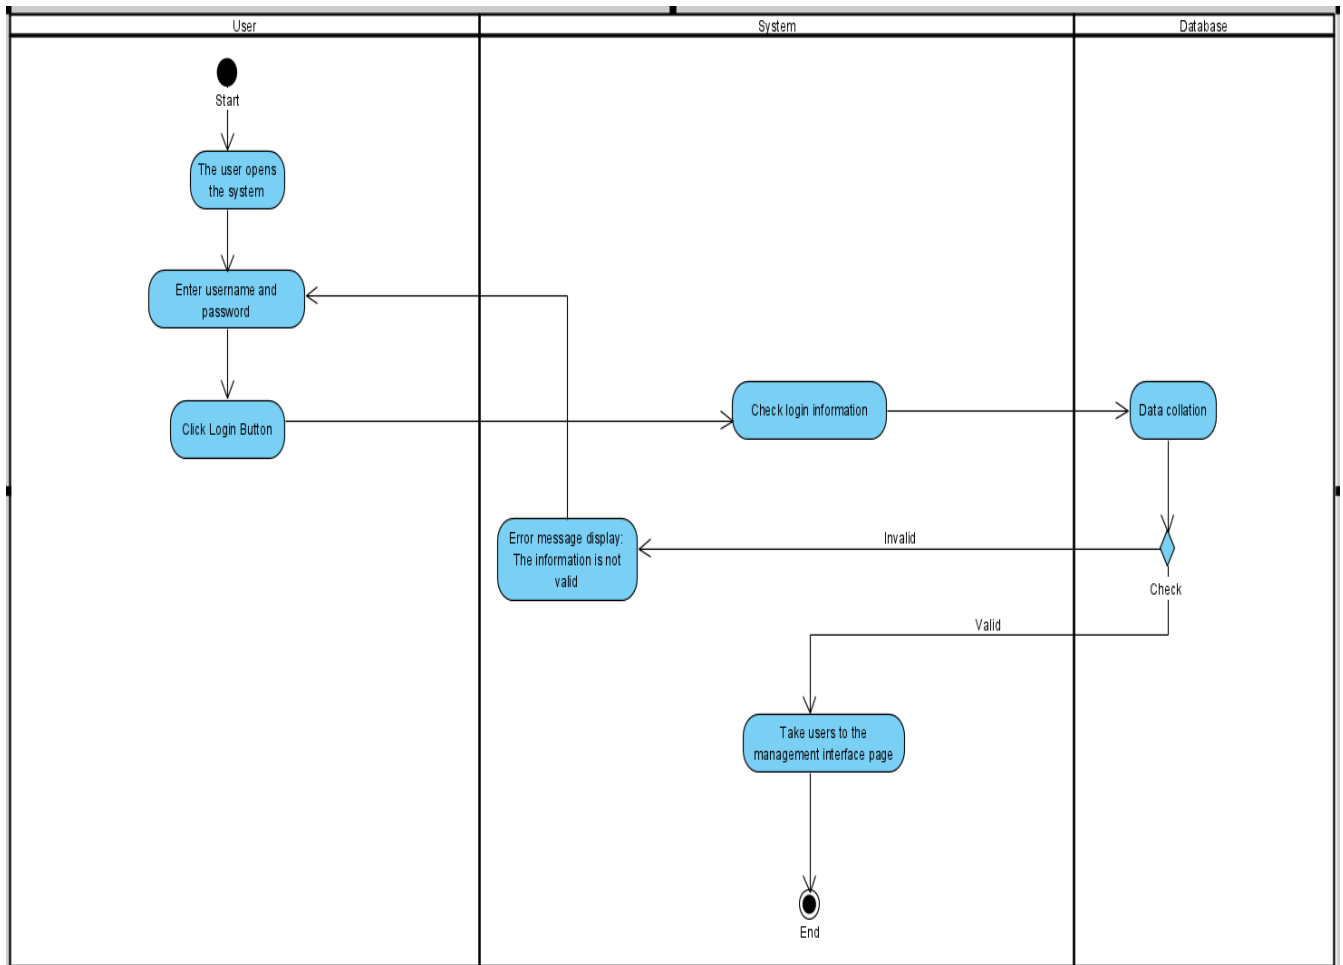 User
System
Database
Start
The user opens
the system
Enter username and
password
Click Login Button
Check login information
Data collation
Error message display:
The information is not
valid
Invalid
Check
Valid
Take users to the
management interface page
End